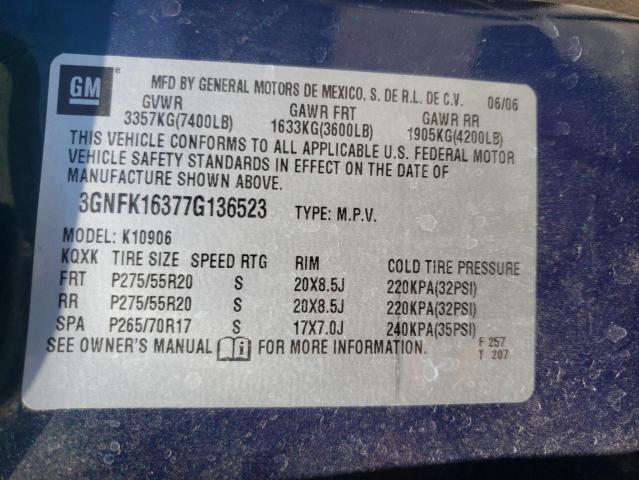 GM ®
MFD BY GENERAL MOTORS DE MEXICO, S. DE R.L. DE C.V. 06/06
GVWR GAWR FRT GAWR RR
3357KG(7400LB) 1633KG(3600LB) 1905KG(4200LB)
THIS VEHICLE CONFORMS TO ALL APPLICABLE U.S. FEDERAL MOTOR
VEHICLE SAFETY STANDARDS IN EFFECT ON THE DATE OF
MANUFACTURE SHOWN ABOVE.
3GNFK16377G136523 TYPE: M.P.V.
MODEL: K10906
KQXK TIRE SIZE SPEED RTG RIM COLD TIRE PRESSURE
FRT P275/55R20 S 20X8.5J 220KPA(32PSI)
RR P275/55R20 S 20X8.5J 220KPA(32PSI)
SPA P265/70R17 S 17X7.0J 240KPA(35PSI)
SEE OWNER'S MANUAL FOR MORE INFORMATION.
F 257
T 207